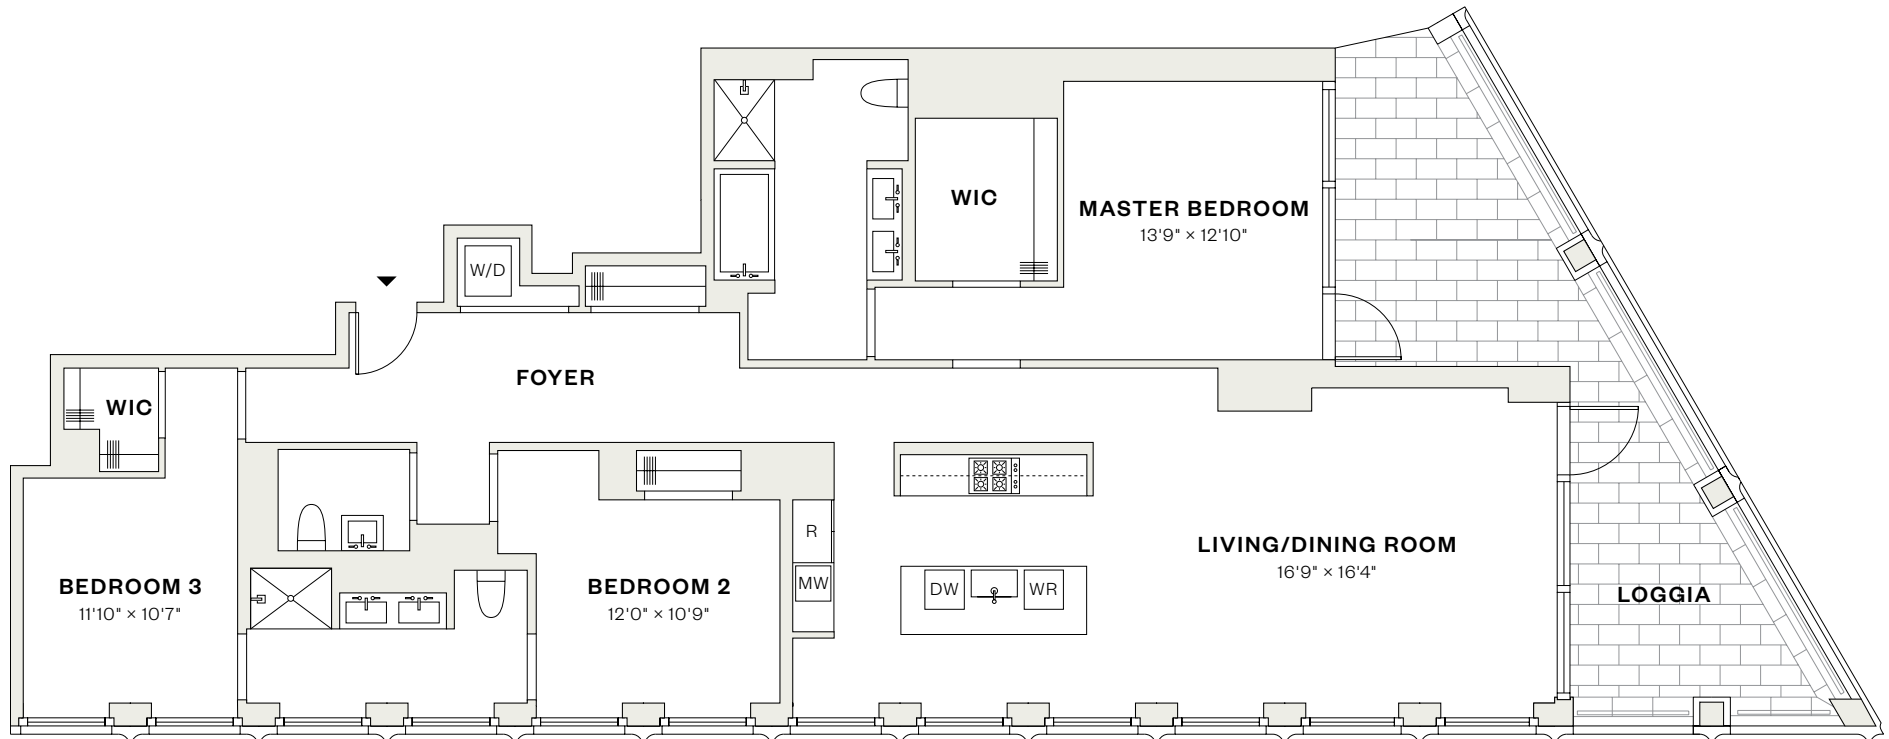 WIC
MASTER BEDROOM
13'9" × 12'10"
W/D
FOYER
WIC
R
MW
BEDROOM 3
11'10" × 10'7"
BEDROOM 2
12'0" × 10'9"
DW
WR
LIVING/DINING ROOM
16'9" × 16'4"
LOGGIA